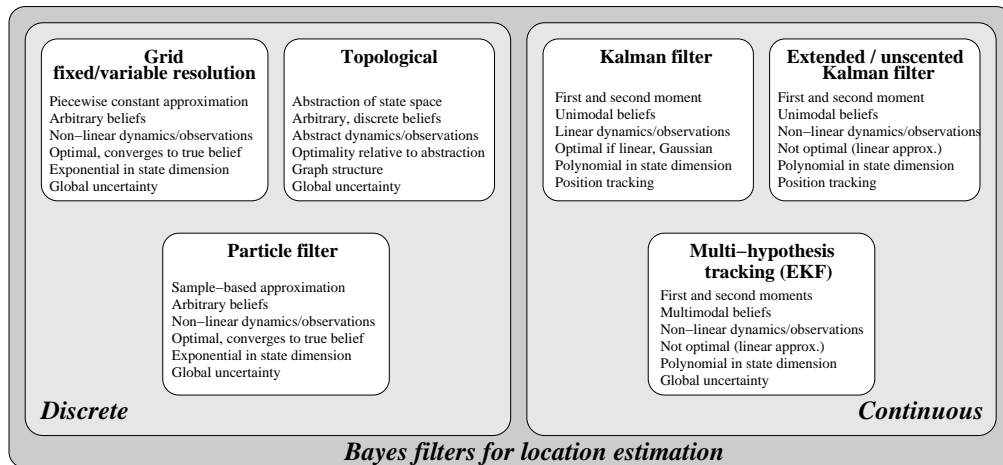 Grid
fixed/variable resolution
Piecewise constant approximation
Arbitrary beliefs
Non−linear dynamics/observations
Optimal, converges to true belief
Exponential in state dimension
Global uncertainty
Topological
Abstraction of state space
Arbitrary, discrete beliefs
Abstract dynamics/observations
Optimality relative to abstraction
Graph structure
Global uncertainty
Particle filter
Sample−based approximation
Arbitrary beliefs
Non−linear dynamics/observations
Optimal, converges to true belief
Exponential in state dimension
Global uncertainty
Discrete
Kalman filter
First and second moment
Unimodal beliefs
Linear dynamics/observations
Optimal if linear, Gaussian
Polynomial in state dimension
Position tracking
Extended / unscented
Kalman filter
First and second moment
Unimodal beliefs
Non−linear dynamics/observations
Not optimal (linear approx.)
Polynomial in state dimension
Position tracking
Multi−hypothesis
tracking (EKF)
First and second moments
Multimodal beliefs
Non−linear dynamics/observations
Not optimal (linear approx.)
Polynomial in state dimension
Global uncertainty
Continuous
Bayes filters for location estimation